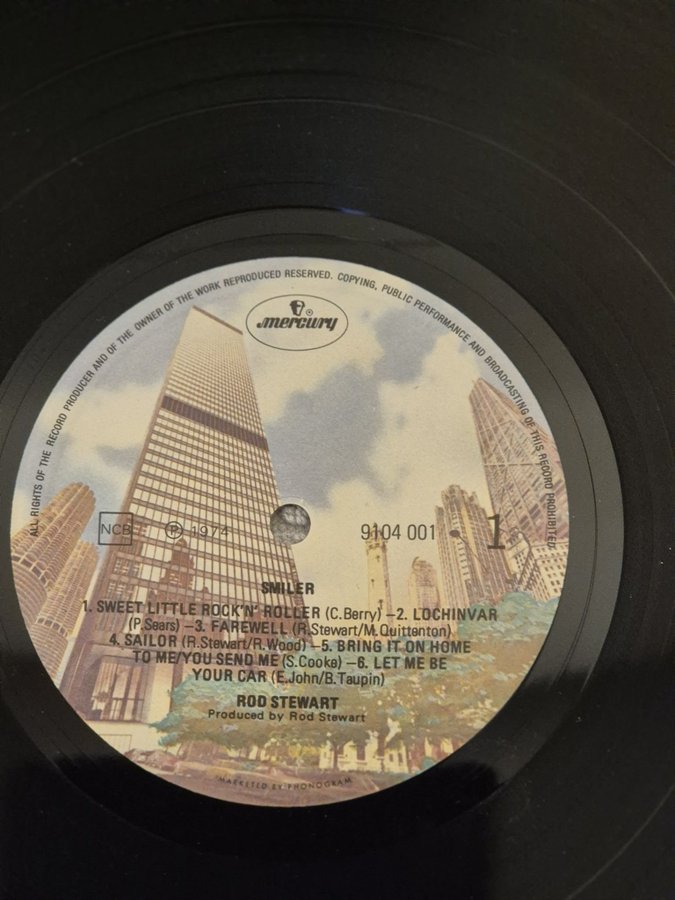 ALL RIGHTS OF THE RECORD PRODUCER AND OF THE OWNER OF THE WORK REPRODUCED RESERVED. COPYING, PUBLIC PERFORMANCE AND BROADCASTING OF THIS RECORD PROHIBITED.
mercury ®
NCB ℗ 1974 9104 001 1
SMILER
1. SWEET LITTLE ROCK'N' ROLLER (C.Berry) –2. LOCHINVAR
(P.Sears) –3. FAREWELL (R.Stewart/M.Quittenton)
4. SAILOR (R.Stewart/R.Wood) –5. BRING IT ON HOME
TO ME/YOU SEND ME (S.Cooke) –6. LET ME BE
YOUR CAR (E.John/B.Taupin)
ROD STEWART
Produced by Rod Stewart
MARKETED BY PHONOGRAM